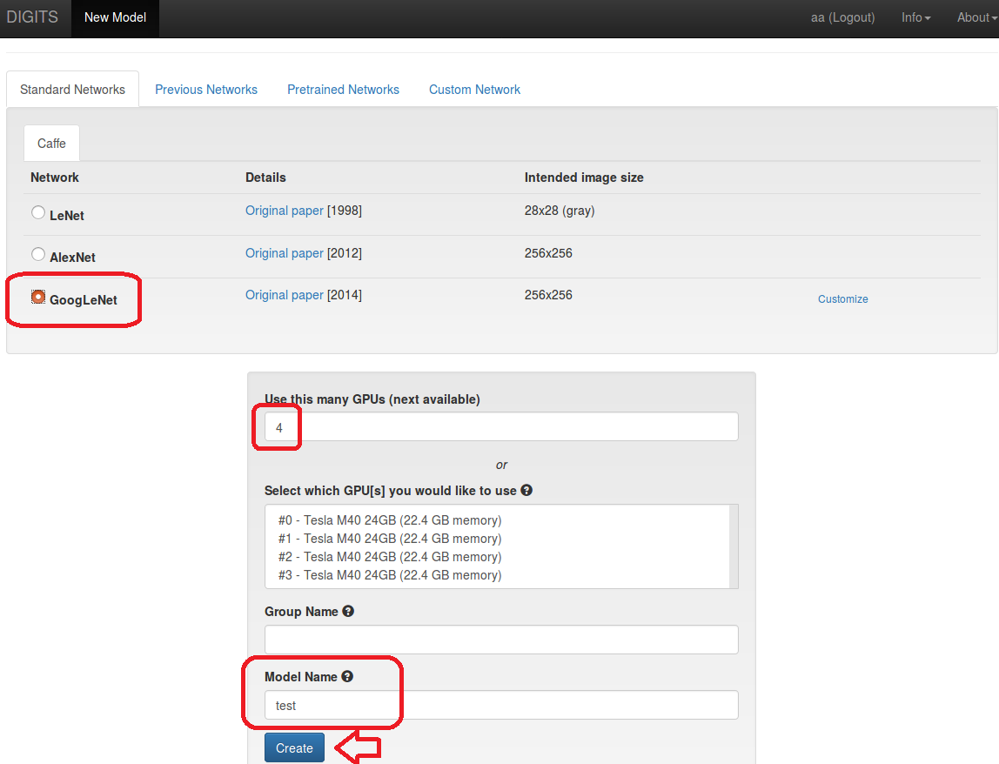 DIGITS New Model aa (Logout) Info About
Standard Networks Previous Networks Pretrained Networks Custom Network
Caffe
Network Details Intended image size
LeNet Original paper [1998] 28x28 (gray)
AlexNet Original paper [2012] 256x256
GoogLeNet Original paper [2014] 256x256 Customize
Use this many GPUs (next available)
4
or
Select which GPU[s] you would like to use
#0 - Tesla M40 24GB (22.4 GB memory)
#1 - Tesla M40 24GB (22.4 GB memory)
#2 - Tesla M40 24GB (22.4 GB memory)
#3 - Tesla M40 24GB (22.4 GB memory)
Group Name
Model Name
test
Create